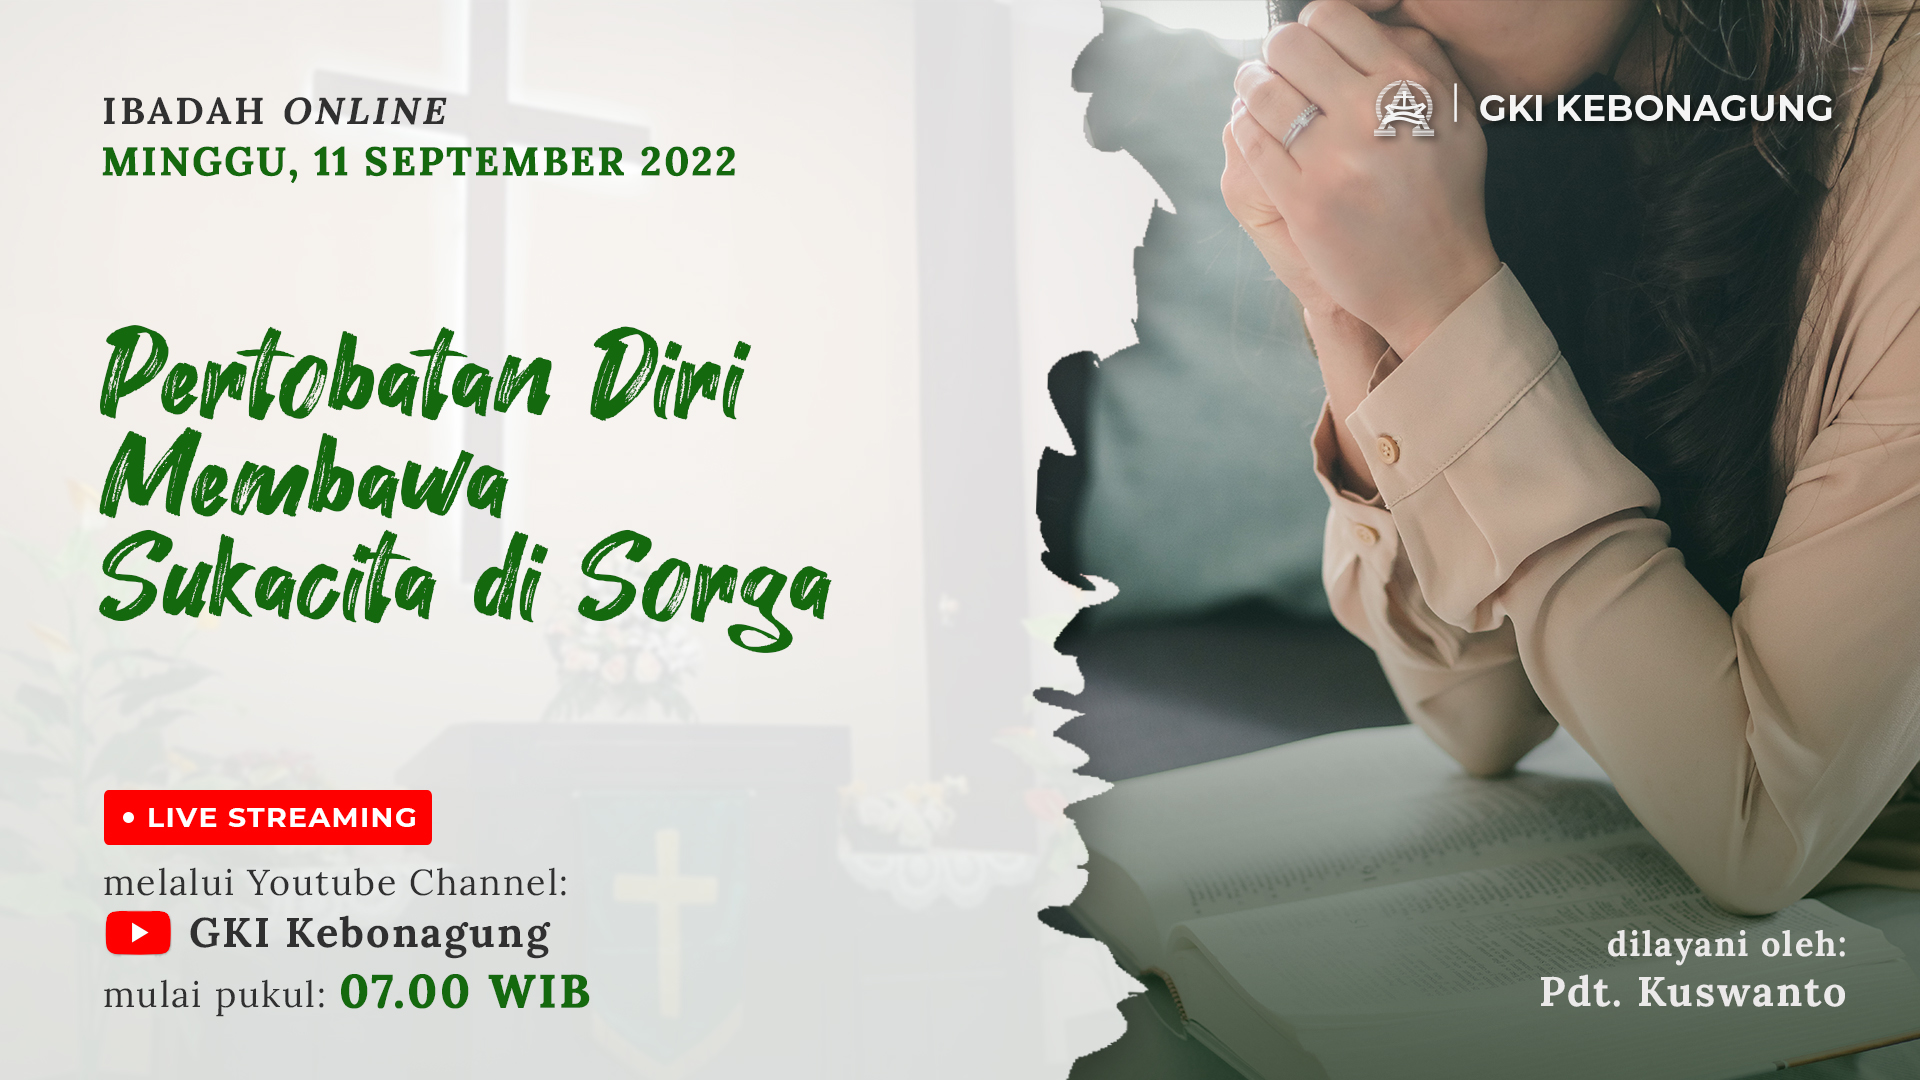 IBADAH ONLINE
MINGGU, 11 SEPTEMBER 2022
GKI KEBONAGUNG
Pertobatan Diri
Membawa
Sukacita di Sorga
• LIVE STREAMING
melalui Youtube Channel:
GKI Kebonagung
mulai pukul: 07.00 WIB
dilayani oleh:
Pdt. Kuswanto